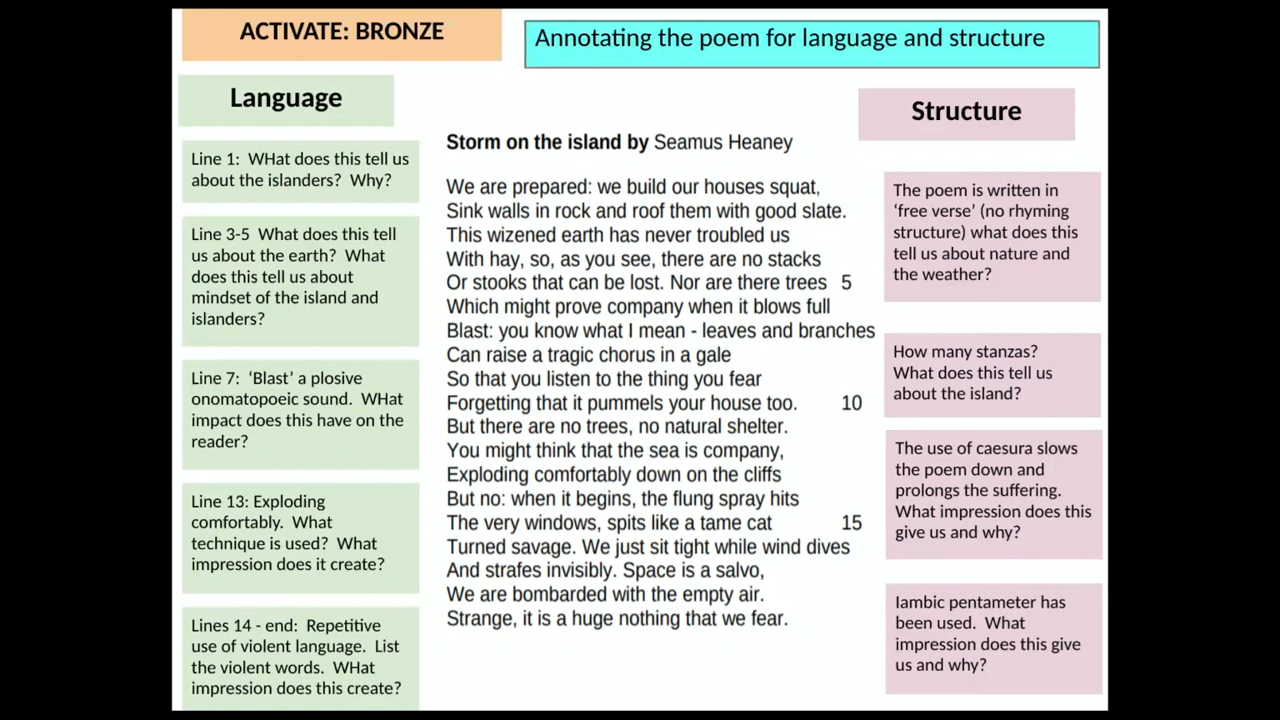 ACTIVATE: BRONZE
Annotating the poem for language and structure
Language
Line 1: WHat does this tell us
about the islanders? Why?
Line 3-5 What does this tell
us about the earth? What
does this tell us about
mindset of the island and
islanders?
Line 7: ‘Blast’ a plosive
onomatopoeic sound. WHat
impact does this have on the
reader?
Line 13: Exploding
comfortably. What
technique is used? What
impression does it create?
Lines 14 - end: Repetitive
use of violent language. List
the violent words. WHat
impression does this create?
Storm on the island by Seamus Heaney
We are prepared: we build our houses squat,
Sink walls in rock and roof them with good slate.
This wizened earth has never troubled us
With hay, so, as you see, there are no stacks
Or stooks that can be lost. Nor are there trees 5
Which might prove company when it blows full
Blast: you know what I mean - leaves and branches
Can raise a tragic chorus in a gale
So that you listen to the thing you fear
Forgetting that it pummels your house too. 10
But there are no trees, no natural shelter.
You might think that the sea is company,
Exploding comfortably down on the cliffs
But no: when it begins, the flung spray hits
The very windows, spits like a tame cat 15
Turned savage. We just sit tight while wind dives
And strafes invisibly. Space is a salvo,
We are bombarded with the empty air.
Strange, it is a huge nothing that we fear.
Structure
The poem is written in
‘free verse’ (no rhyming
structure) what does this
tell us about nature and
the weather?
How many stanzas?
What does this tell us
about the island?
The use of caesura slows
the poem down and
prolongs the suffering.
What impression does this
give us and why?
Iambic pentameter has
been used. What
impression does this give
us and why?